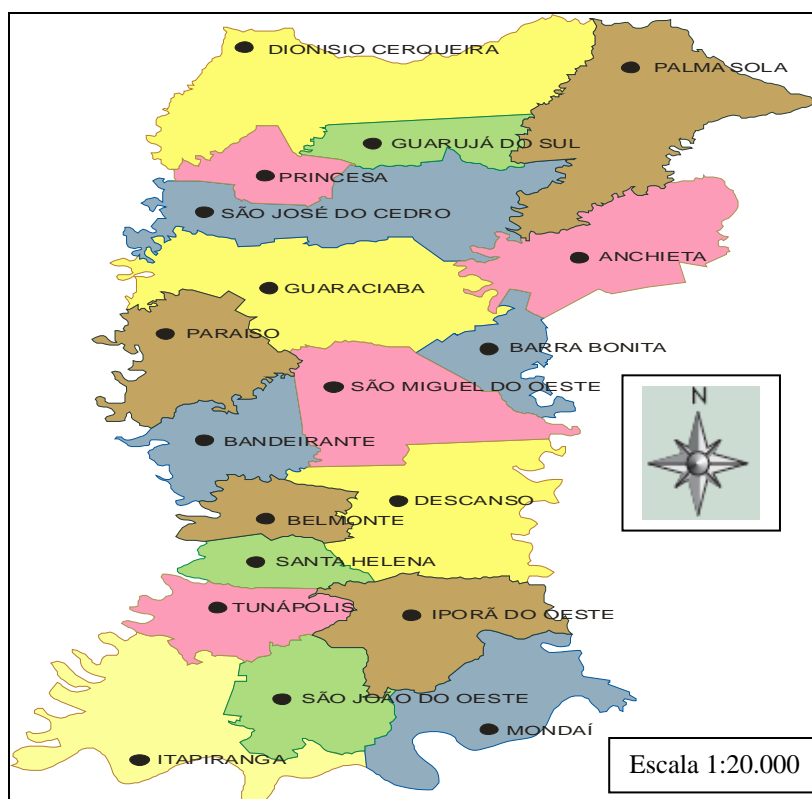 DIONISIO CERQUEIRA
PALMA SOLA
GUARUJÁ DO SUL
PRINCESA
SÃO JOSÉ DO CEDRO
ANCHIETA
GUARACIABA
PARAISO
BARRA BONITA
SÃO MIGUEL DO OESTE
N
BANDEIRANTE
DESCANSO
BELMONTE
SANTA HELENA
TUNÁPOLIS
IPORÃ DO OESTE
SÃO JOÃO DO OESTE
MONDAÍ
ITAPIRANGA
Escala 1:20.000